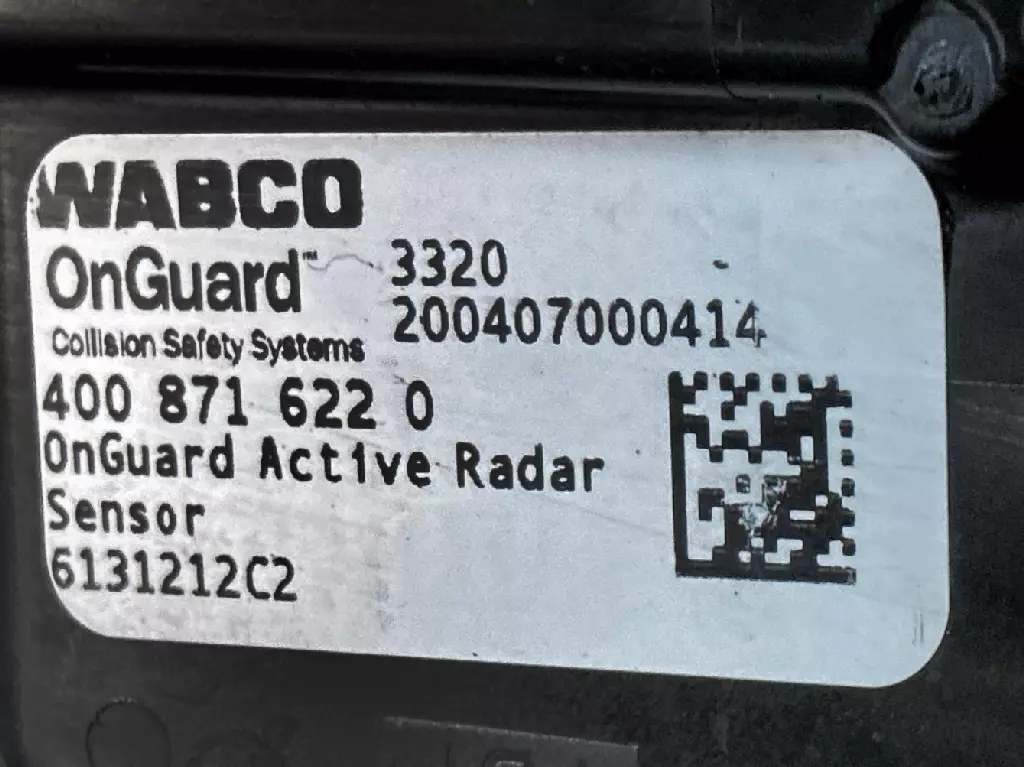 WABCO
OnGuard™ 3320
200407000414
Collision Safety Systems
400 871 622 0
OnGuard Active Radar
Sensor
6131212C2